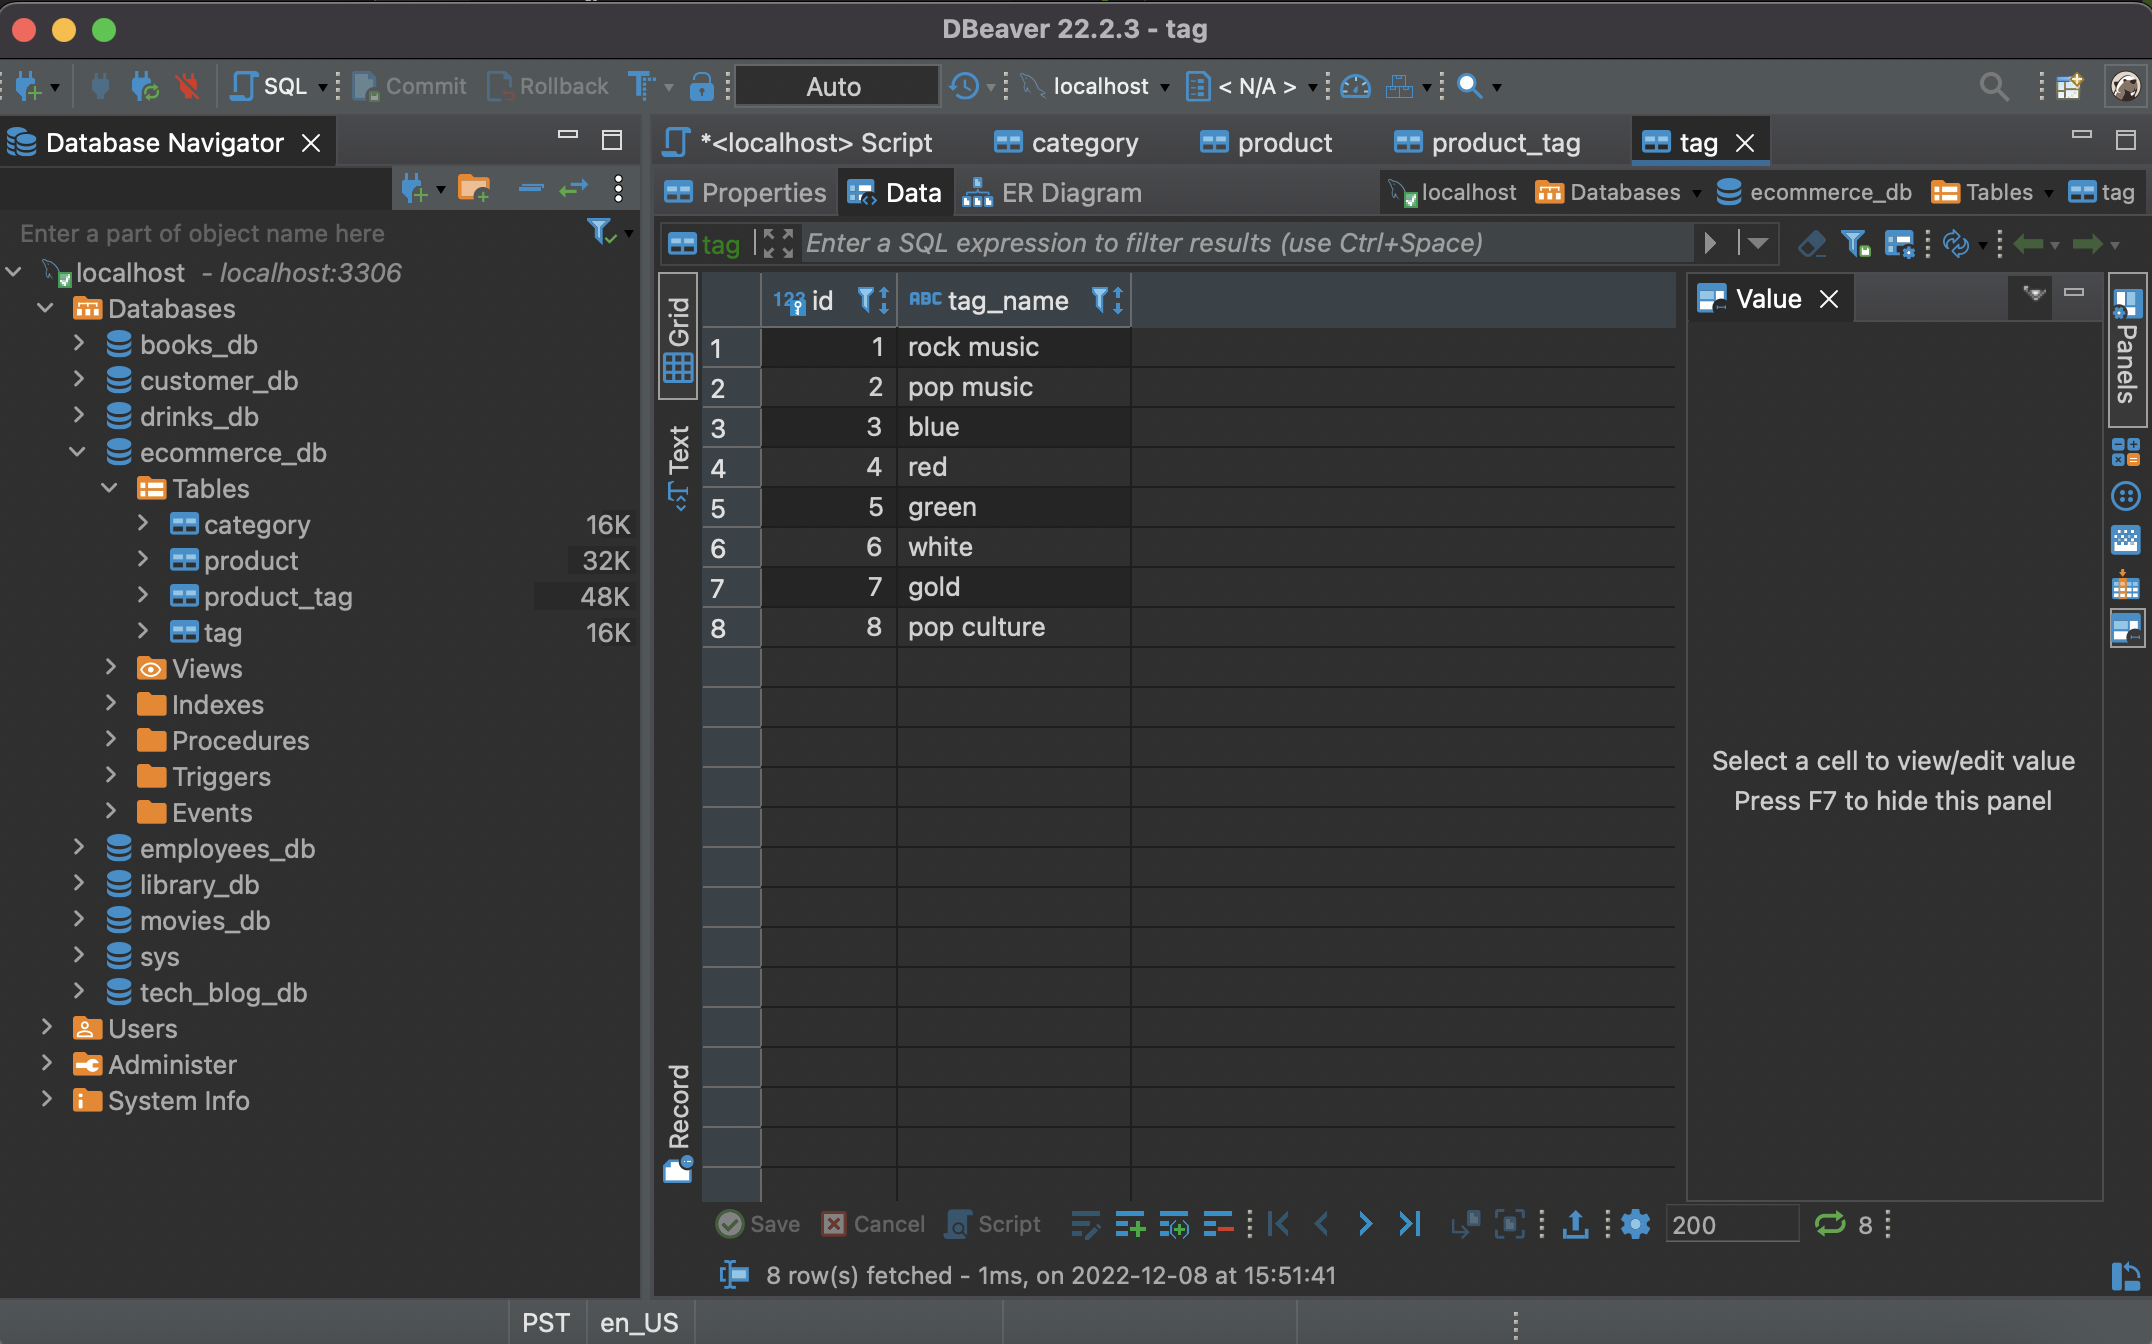 DBeaver 22.2.3 - tag
SQL Commit Rollback Auto localhost < N/A >
Database Navigator
Enter a part of object name here
localhost - localhost:3306
Databases
books_db
customer_db
drinks_db
ecommerce_db
Tables
category 16K
product 32K
product_tag 48K
tag 16K
Views
Indexes
Procedures
Triggers
Events
employees_db
library_db
movies_db
sys
tech_blog_db
Users
Administer
System Info
*<localhost> Script category product product_tag tag
Properties Data ER Diagram localhost Databases ecommerce_db Tables tag
tag Enter a SQL expression to filter results (use Ctrl+Space)
Grid
Text
Record
123 id ABC tag_name
1 1 rock music
2 2 pop music
3 3 blue
4 4 red
5 5 green
6 6 white
7 7 gold
8 8 pop culture
Value
Select a cell to view/edit value
Press F7 to hide this panel
Panels
Save Cancel Script 200 8
8 row(s) fetched - 1ms, on 2022-12-08 at 15:51:41
PST en_US